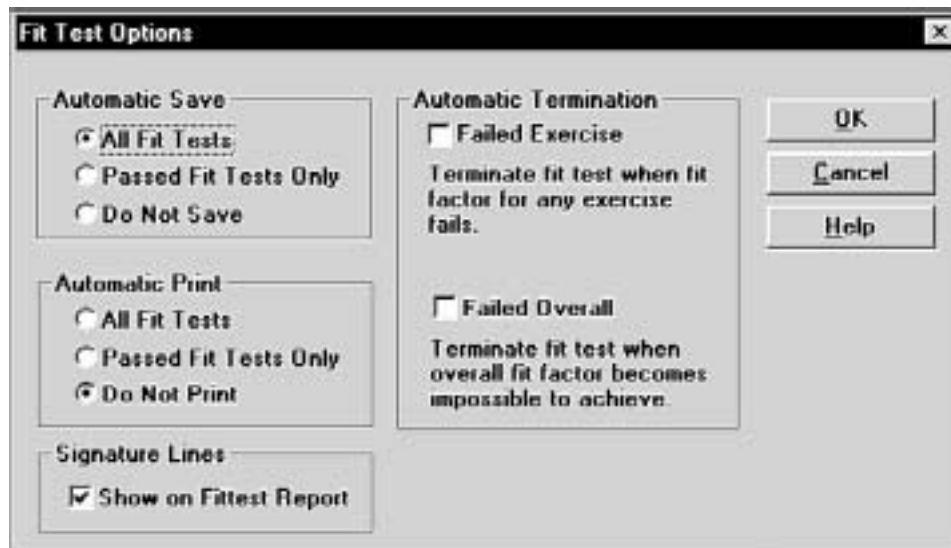 Fit Test Options
Automatic Save
All Fit Tests
Passed Fit Tests Only
Do Not Save
Automatic Print
All Fit Tests
Passed Fit Tests Only
Do Not Print
Signature Lines
Show on Fittest Report
Automatic Termination
Failed Exercise
Terminate fit test when fit
factor for any exercise
fails.
Failed Overall
Terminate fit test when
overall fit factor becomes
impossible to achieve.
OK
Cancel
Help